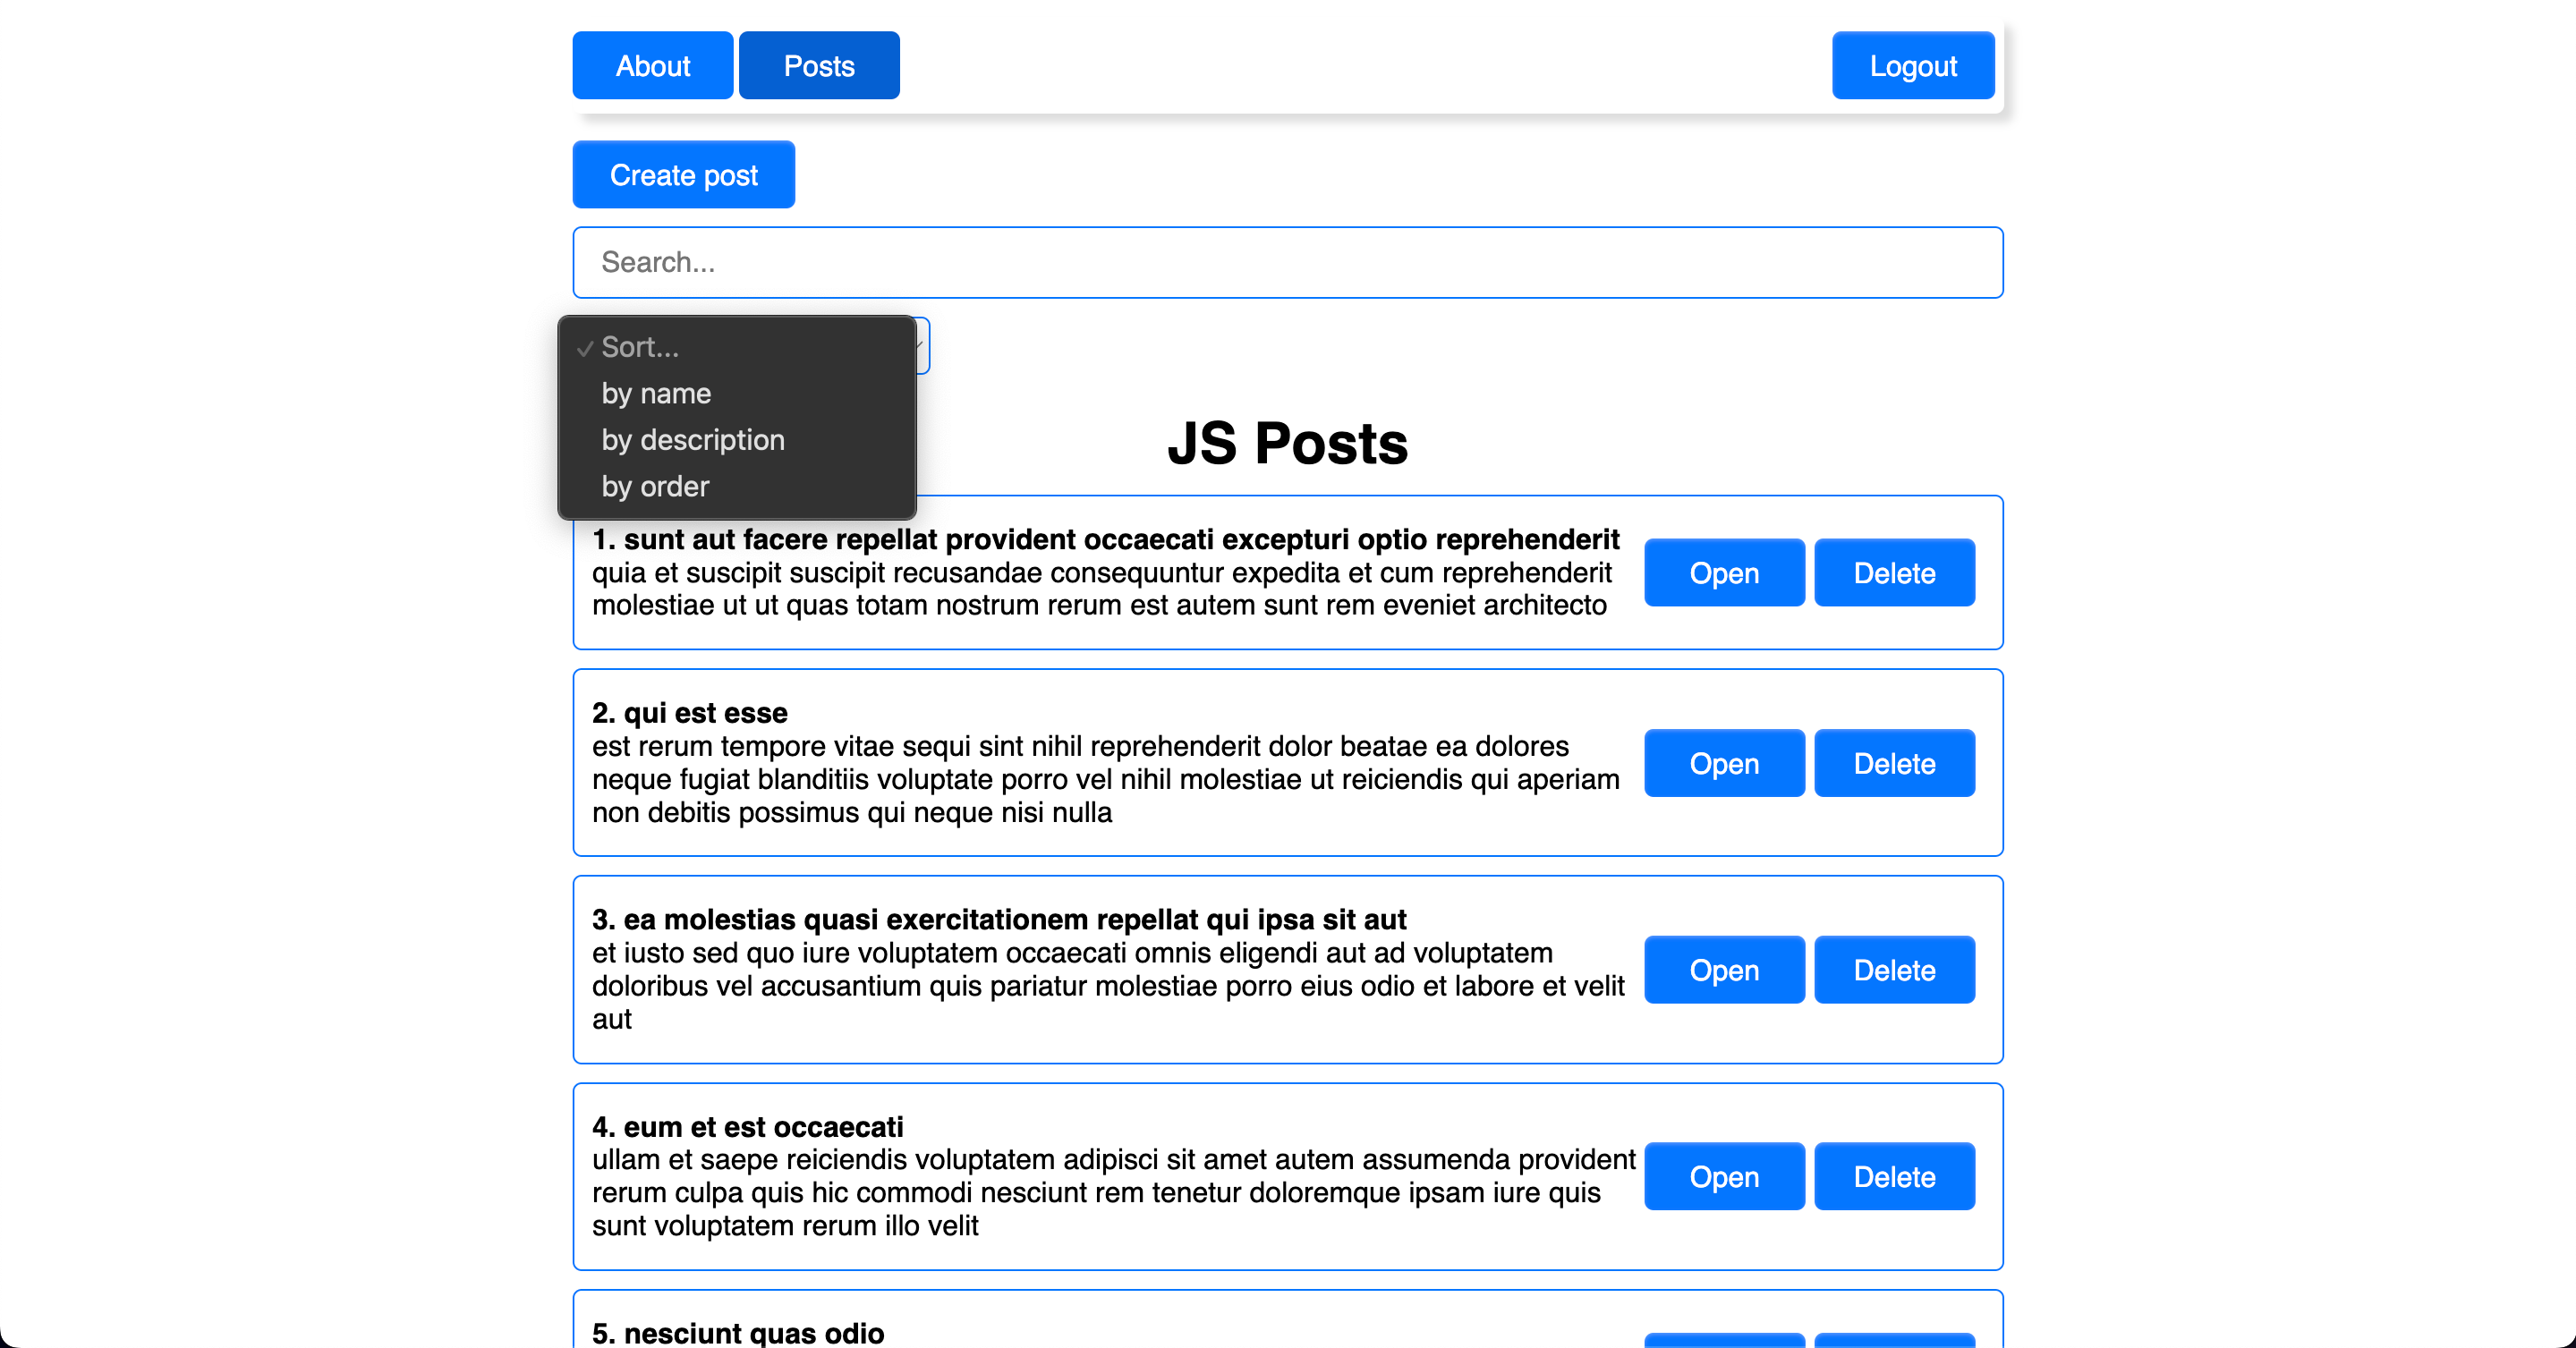 About Posts Logout
Create post
Search...
Sort...
by name
by description
by order
JS Posts
1. sunt aut facere repellat provident occaecati excepturi optio reprehenderit
quia et suscipit suscipit recusandae consequuntur expedita et cum reprehenderit
molestiae ut ut quas totam nostrum rerum est autem sunt rem eveniet architecto
Open Delete
2. qui est esse
est rerum tempore vitae sequi sint nihil reprehenderit dolor beatae ea dolores
neque fugiat blanditiis voluptate porro vel nihil molestiae ut reiciendis qui aperiam
non debitis possimus qui neque nisi nulla
Open Delete
3. ea molestias quasi exercitationem repellat qui ipsa sit aut
et iusto sed quo iure voluptatem occaecati omnis eligendi aut ad voluptatem
doloribus vel accusantium quis pariatur molestiae porro eius odio et labore et velit
aut
Open Delete
4. eum et est occaecati
ullam et saepe reiciendis voluptatem adipisci sit amet autem assumenda provident
rerum culpa quis hic commodi nesciunt rem tenetur doloremque ipsam iure quis
sunt voluptatem rerum illo velit
Open Delete
5. nesciunt quas odio